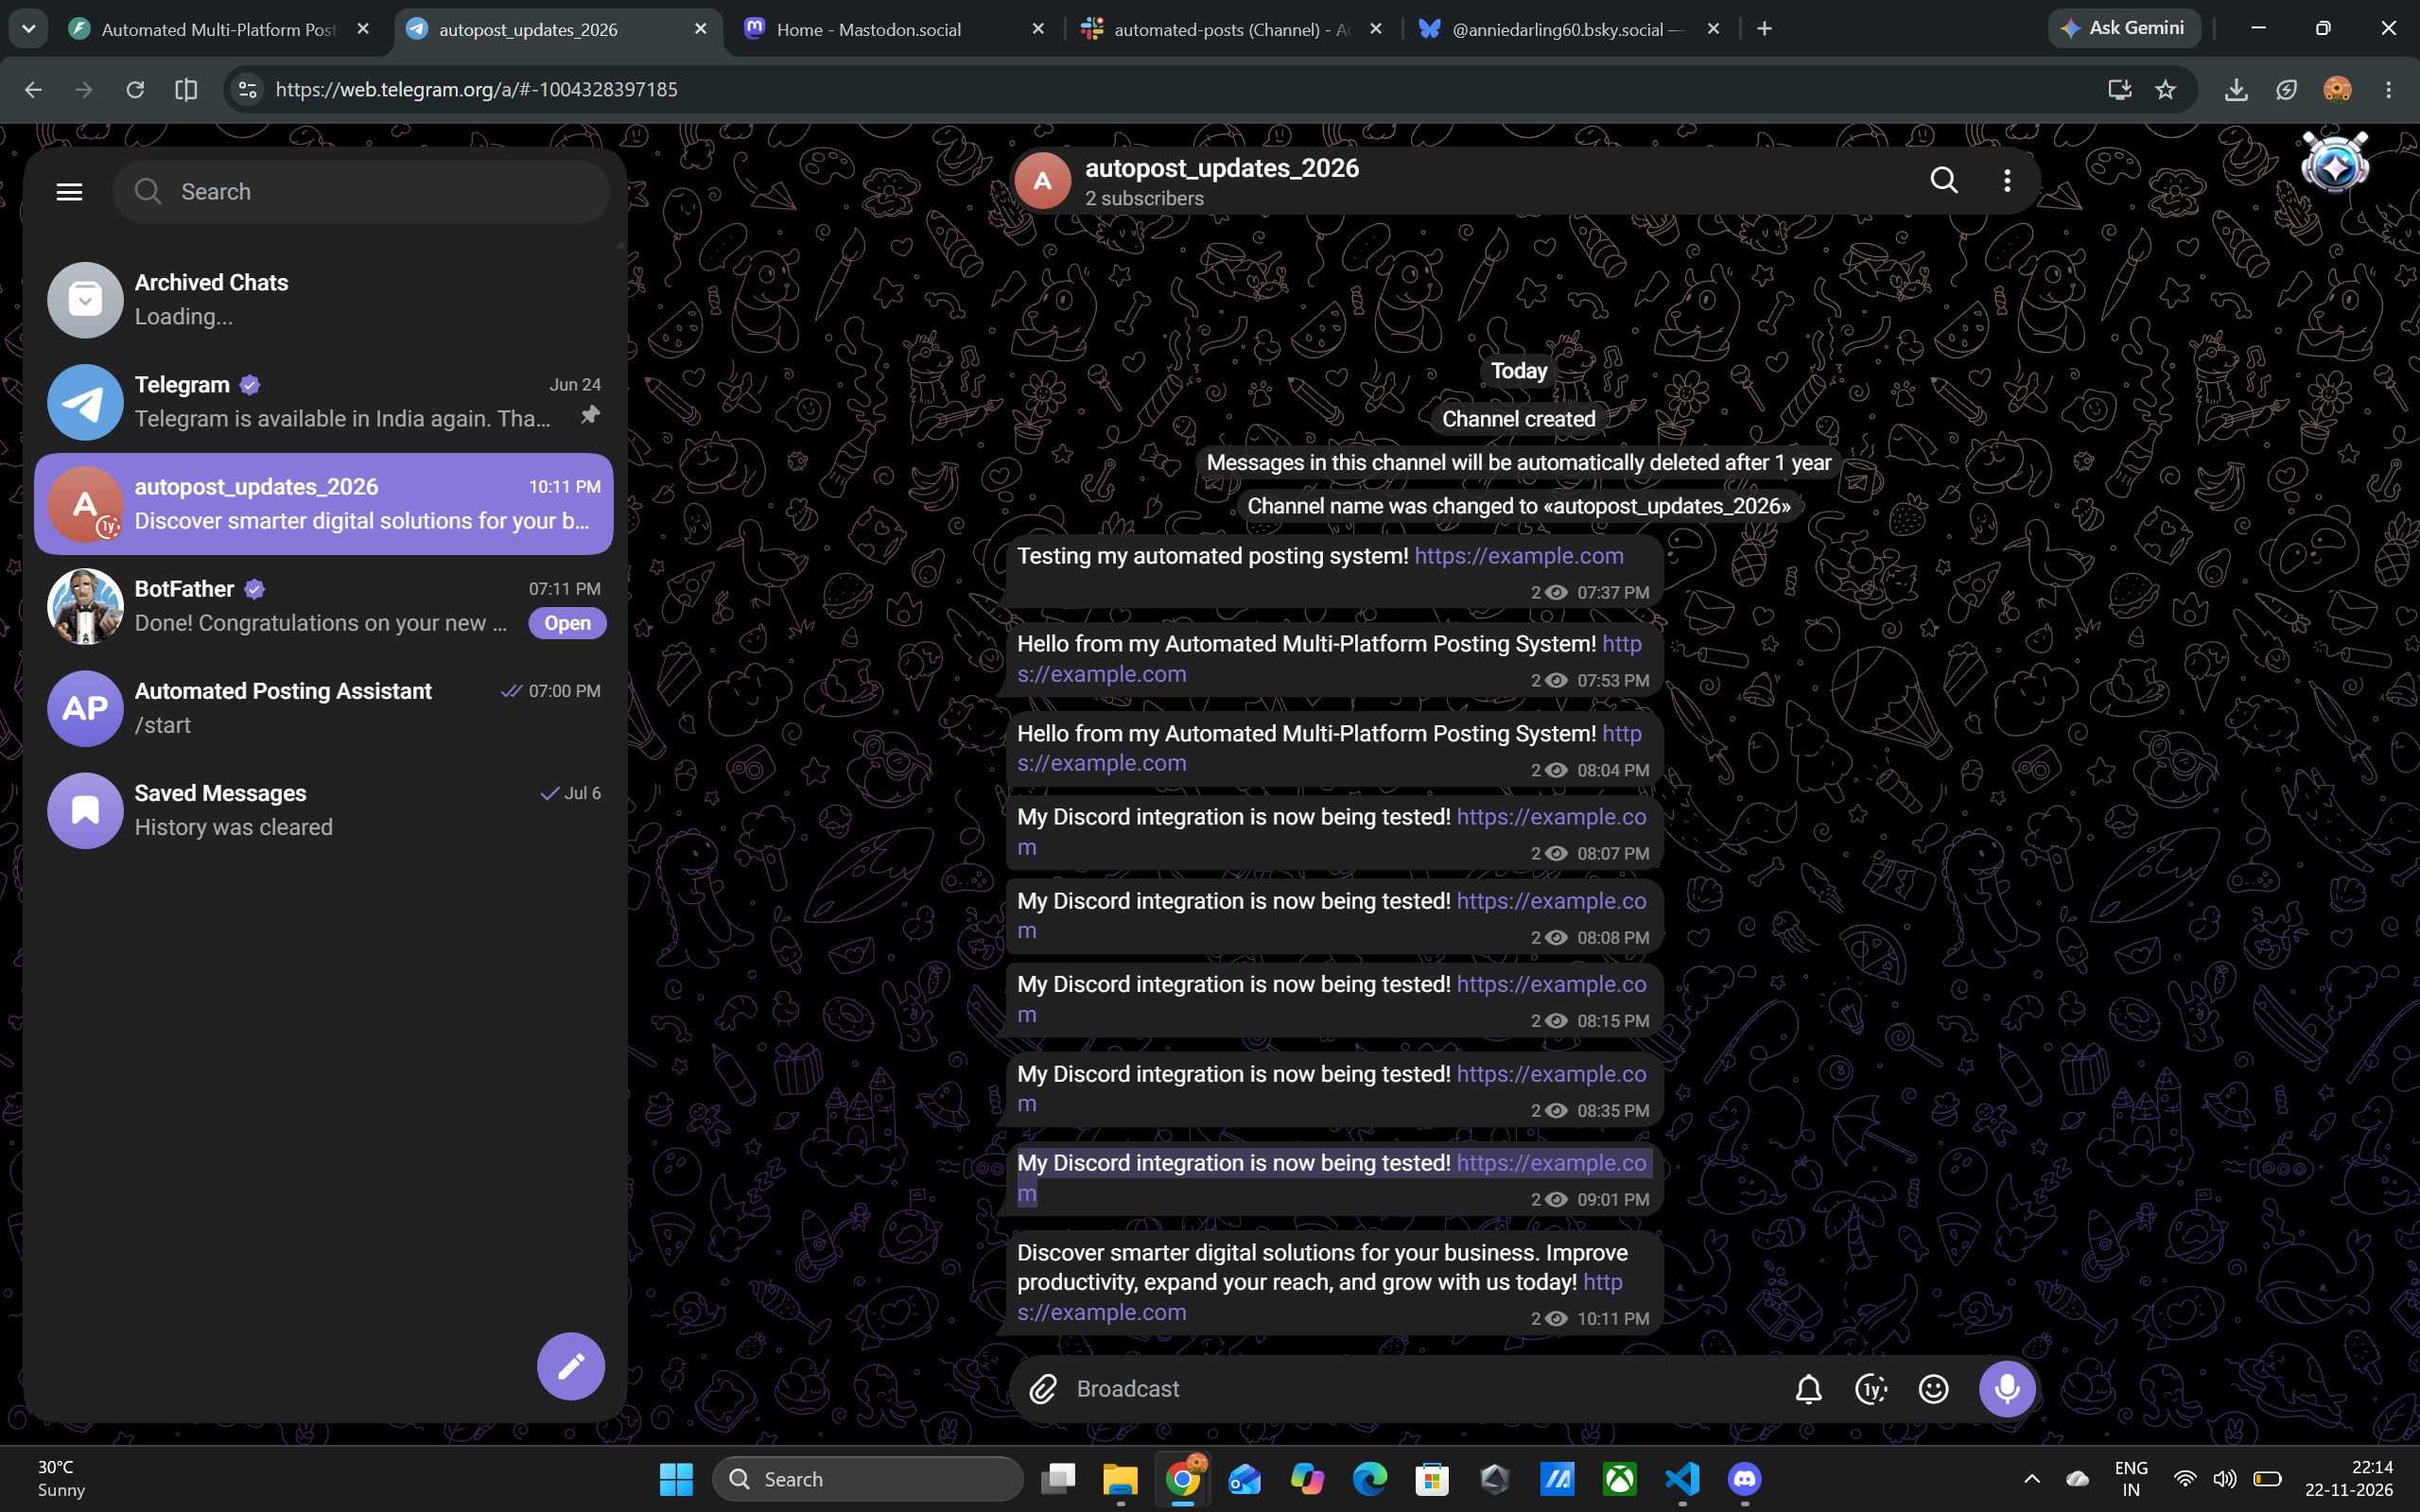 Automated Multi-Platform Post
autopost_updates_2026
Home - Mastodon.social
automated-posts (Channel) - Au
@anniedarling60.bsky.social —
Ask Gemini
https://web.telegram.org/a/#-1004328397185
Search
Archived Chats
Loading...
Telegram
Jun 24
Telegram is available in India again. Tha...
autopost_updates_2026
10:11 PM
A
1y
Discover smarter digital solutions for your b...
BotFather
07:11 PM
Done! Congratulations on your new ...
Open
AP
Automated Posting Assistant
07:00 PM
/start
Saved Messages
Jul 6
History was cleared
A
autopost_updates_2026
2 subscribers
Today
Channel created
Messages in this channel will be automatically deleted after 1 year
Channel name was changed to «autopost_updates_2026»
Testing my automated posting system! https://example.com
2 07:37 PM
Hello from my Automated Multi-Platform Posting System! http
s://example.com
2 07:53 PM
Hello from my Automated Multi-Platform Posting System! http
s://example.com
2 08:04 PM
My Discord integration is now being tested! https://example.co
m
2 08:07 PM
My Discord integration is now being tested! https://example.co
m
2 08:08 PM
My Discord integration is now being tested! https://example.co
m
2 08:15 PM
My Discord integration is now being tested! https://example.co
m
2 08:35 PM
My Discord integration is now being tested! https://example.co
m
2 09:01 PM
Discover smarter digital solutions for your business. Improve
productivity, expand your reach, and grow with us today! http
s://example.com
2 10:11 PM
Broadcast
1y
30°C
Sunny
Search
ENG
IN
22:14
22-11-2026